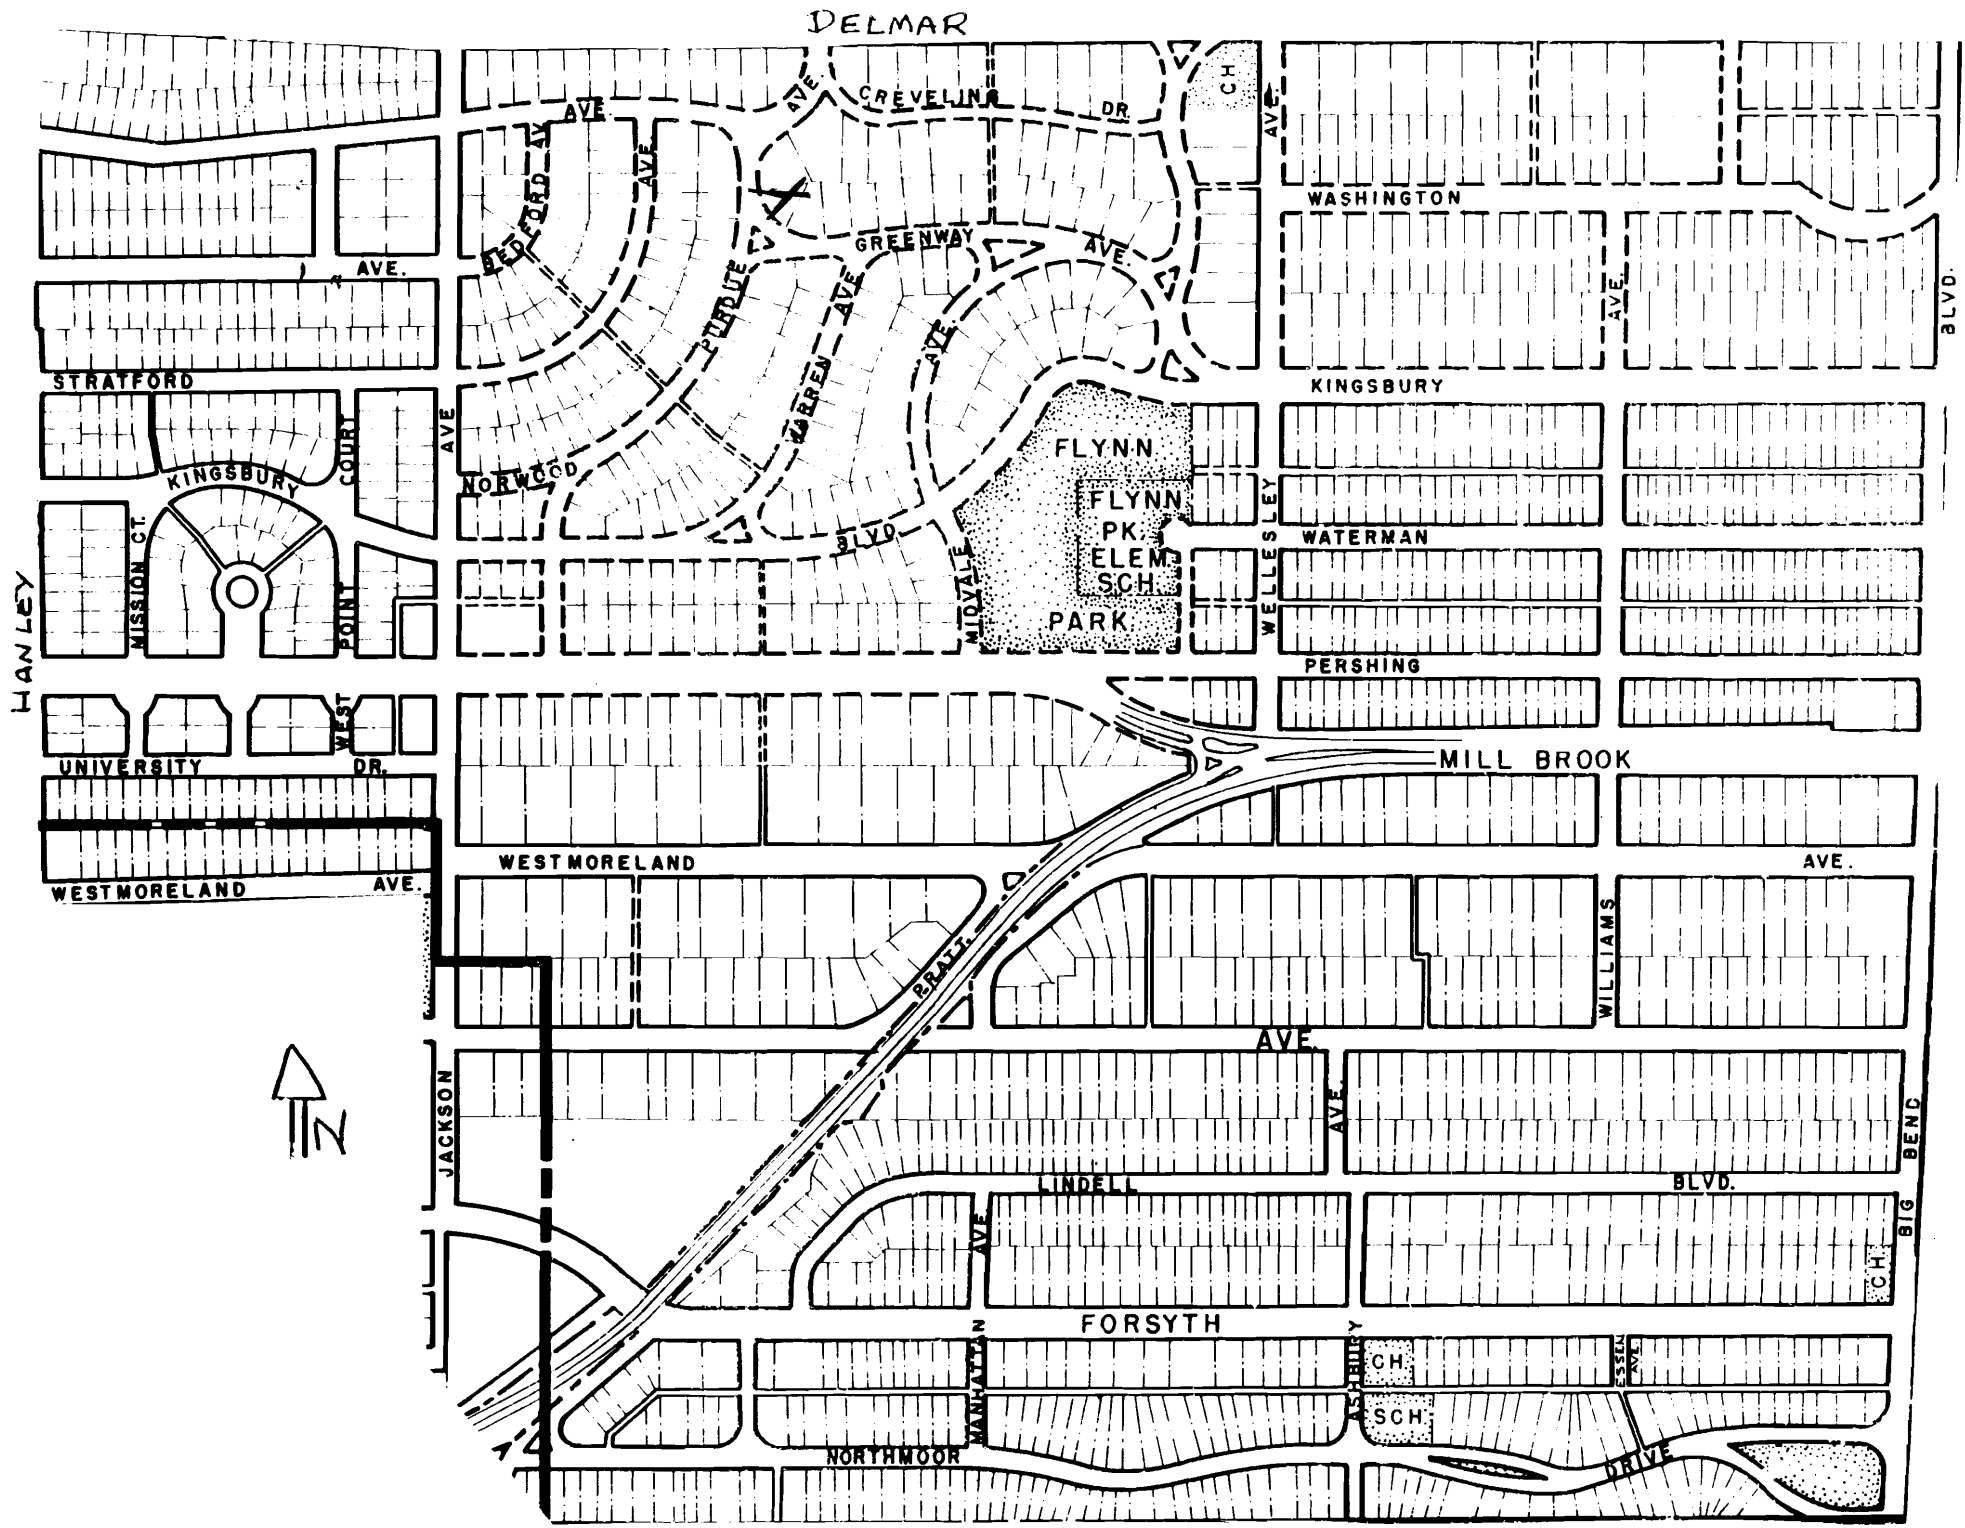 DELMAR
CH
AVE.
CREVELING
DR.
AVE.
AVE.
BEDFORD AV.
AVE.
WASHINGTON
GREENWAY
AVE.
AVE.
PURDUE
AVE.
AVE.
AVE.
BLVD.
STRATFORD
KINGSBURY
WARREN
COURT
AVE
FLYNN
NORWOOD
KINGSBURY
FLYNN
PK.
ELEM.
SCH.
PARK
BLVD.
WATERMAN
WELLESLEY
MIDVALE
HANLEY
MISSION CT.
WEST POINT
PERSHING
UNIVERSITY DR.
MILL BROOK
WESTMORELAND
AVE.
WESTMORELAND AVE.
WILLIAMS
PRATT.
AVE.
N
JACKSON
AVE.
BIG BEND
LINDELL
BLVD.
AVE.
CH
FORSYTH
MANHATTAN
ASHBURY
CH
ESSEN AVE.
SCH.
NORTHMOOR
DRIVE